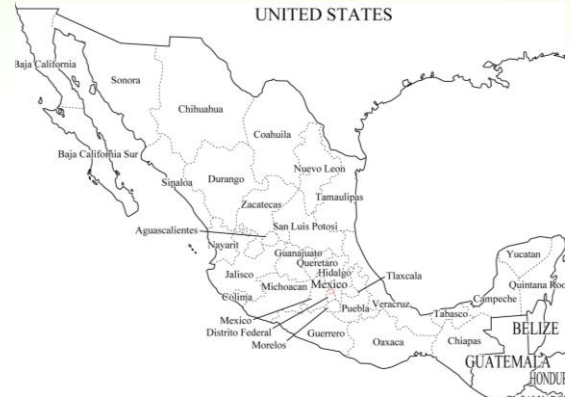 UNITED STATES
Baja California
Sonora
Chihuahua
Coahuila
Baja California Sur
Sinaloa
Durango
Nuevo Leon
Tamaulipas
Zacatecas
Aguascalientes
San Luis Potosi
Nayarit
Guanajuato
Queretaro
Hidalgo
Jalisco
Michoacan
Mexico
Tlaxcala
Colima
Mexico
Distrito Federal
Morelos
Puebla
Veracruz
Guerrero
Oaxaca
Tabasco
Chiapas
Campeche
Yucatan
Quintana Roo
BELIZE
GUATEMALA
HONDUR